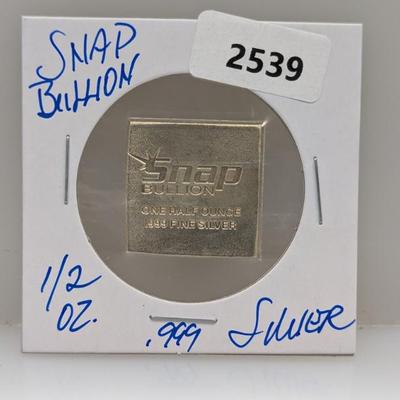 SNAP
BULLION
2539
Snap
BULLION
ONE HALF OUNCE
.999 FINE SILVER
1/2
OZ.
.999 SILVER